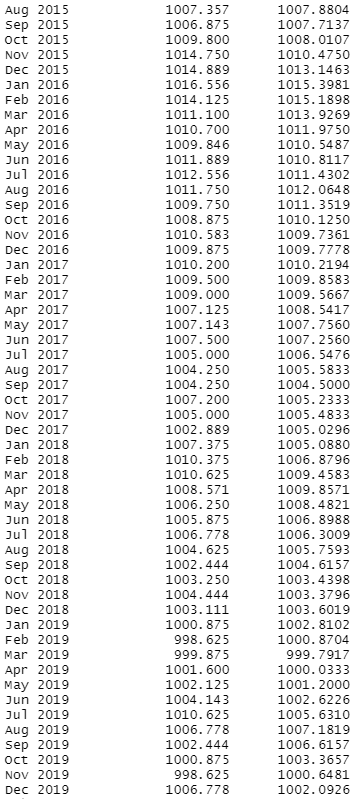 Aug 2015 1007.357 1007.8804
Sep 2015 1006.875 1007.7137
Oct 2015 1009.800 1008.0107
Nov 2015 1014.750 1010.4750
Dec 2015 1014.889 1013.1463
Jan 2016 1016.556 1015.3981
Feb 2016 1014.125 1015.1898
Mar 2016 1011.100 1013.9269
Apr 2016 1010.700 1011.9750
May 2016 1009.846 1010.5487
Jun 2016 1011.889 1010.8117
Jul 2016 1012.556 1011.4302
Aug 2016 1011.750 1012.0648
Sep 2016 1009.750 1011.3519
Oct 2016 1008.875 1010.1250
Nov 2016 1010.583 1009.7361
Dec 2016 1009.875 1009.7778
Jan 2017 1010.200 1010.2194
Feb 2017 1009.500 1009.8583
Mar 2017 1009.000 1009.5667
Apr 2017 1007.125 1008.5417
May 2017 1007.143 1007.7560
Jun 2017 1007.500 1007.2560
Jul 2017 1005.000 1006.5476
Aug 2017 1004.250 1005.5833
Sep 2017 1004.250 1004.5000
Oct 2017 1007.200 1005.2333
Nov 2017 1005.000 1005.4833
Dec 2017 1002.889 1005.0296
Jan 2018 1007.375 1005.0880
Feb 2018 1010.375 1006.8796
Mar 2018 1010.625 1009.4583
Apr 2018 1008.571 1009.8571
May 2018 1006.250 1008.4821
Jun 2018 1005.875 1006.8988
Jul 2018 1006.778 1006.3009
Aug 2018 1004.625 1005.7593
Sep 2018 1002.444 1004.6157
Oct 2018 1003.250 1003.4398
Nov 2018 1004.444 1003.3796
Dec 2018 1003.111 1003.6019
Jan 2019 1000.875 1002.8102
Feb 2019 998.625 1000.8704
Mar 2019 999.875 999.7917
Apr 2019 1001.600 1000.0333
May 2019 1002.125 1001.2000
Jun 2019 1004.143 1002.6226
Jul 2019 1010.625 1005.6310
Aug 2019 1006.778 1007.1819
Sep 2019 1002.444 1006.6157
Oct 2019 1000.875 1003.3657
Nov 2019 998.625 1000.6481
Dec 2019 1006.778 1002.0926